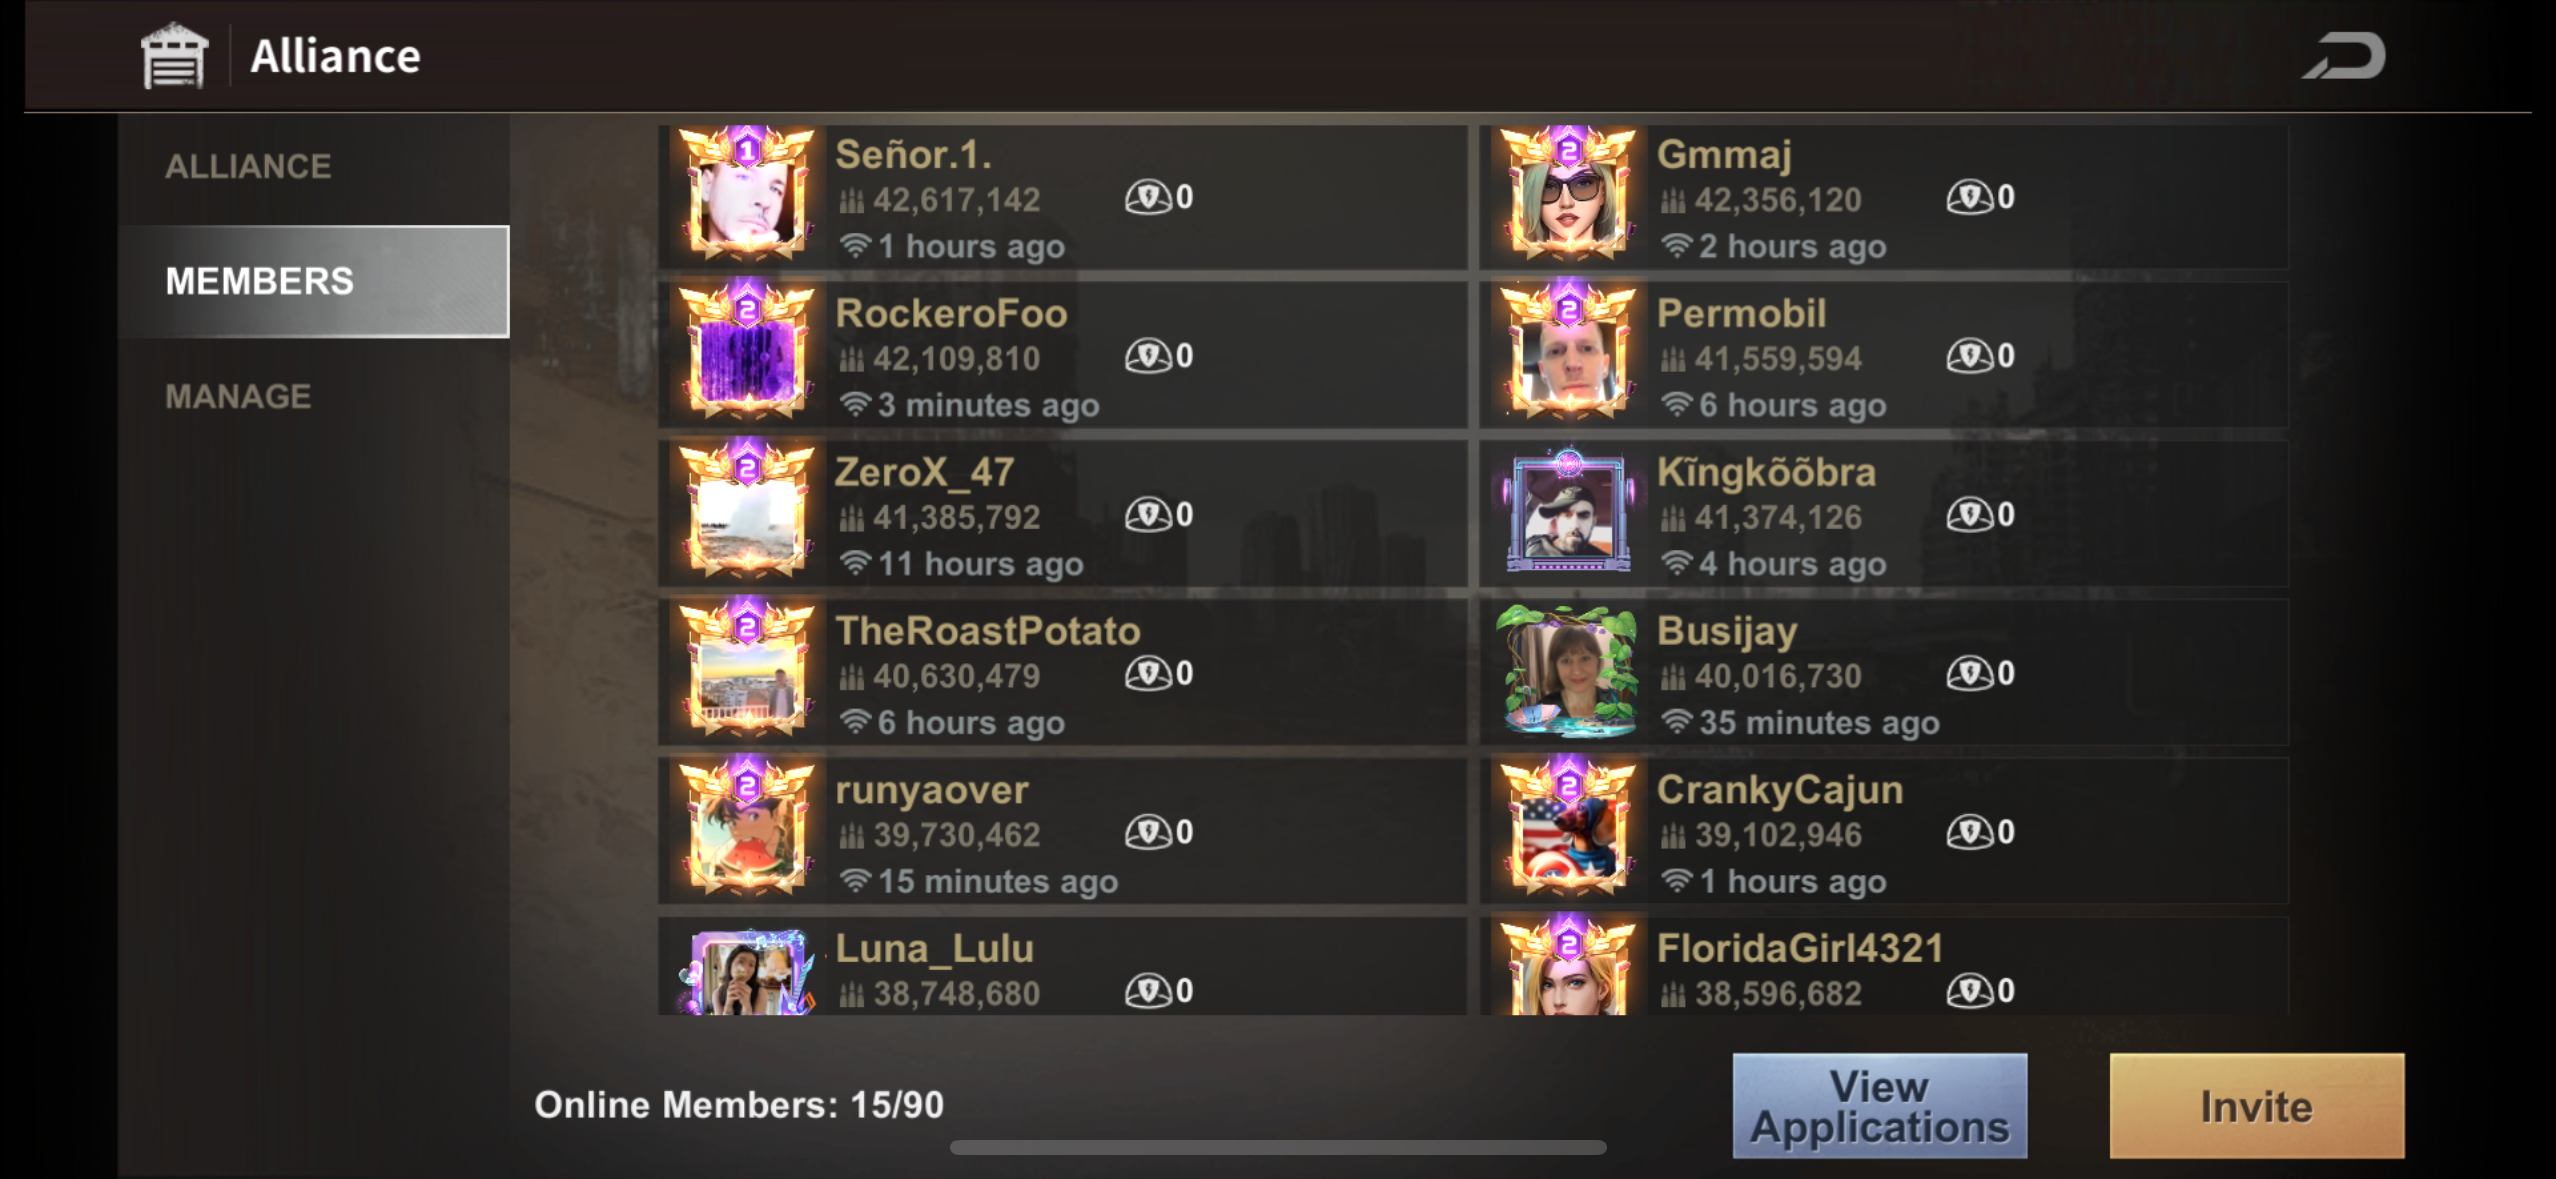 Alliance
ALLIANCE
MEMBERS
MANAGE
1
Señor.1.
42,617,142
0
1 hours ago
2
Gmmaj
42,356,120
0
2 hours ago
2
RockeroFoo
42,109,810
0
3 minutes ago
2
Permobil
41,559,594
0
6 hours ago
2
ZeroX_47
41,385,792
0
11 hours ago
Kĩngkõõbra
41,374,126
0
4 hours ago
2
TheRoastPotato
40,630,479
0
6 hours ago
Busijay
40,016,730
0
35 minutes ago
2
runyaover
39,730,462
0
15 minutes ago
2
CrankyCajun
39,102,946
0
1 hours ago
Luna_Lulu
38,748,680
0
2
FloridaGirl4321
38,596,682
0
Online Members: 15/90
View
Applications
Invite